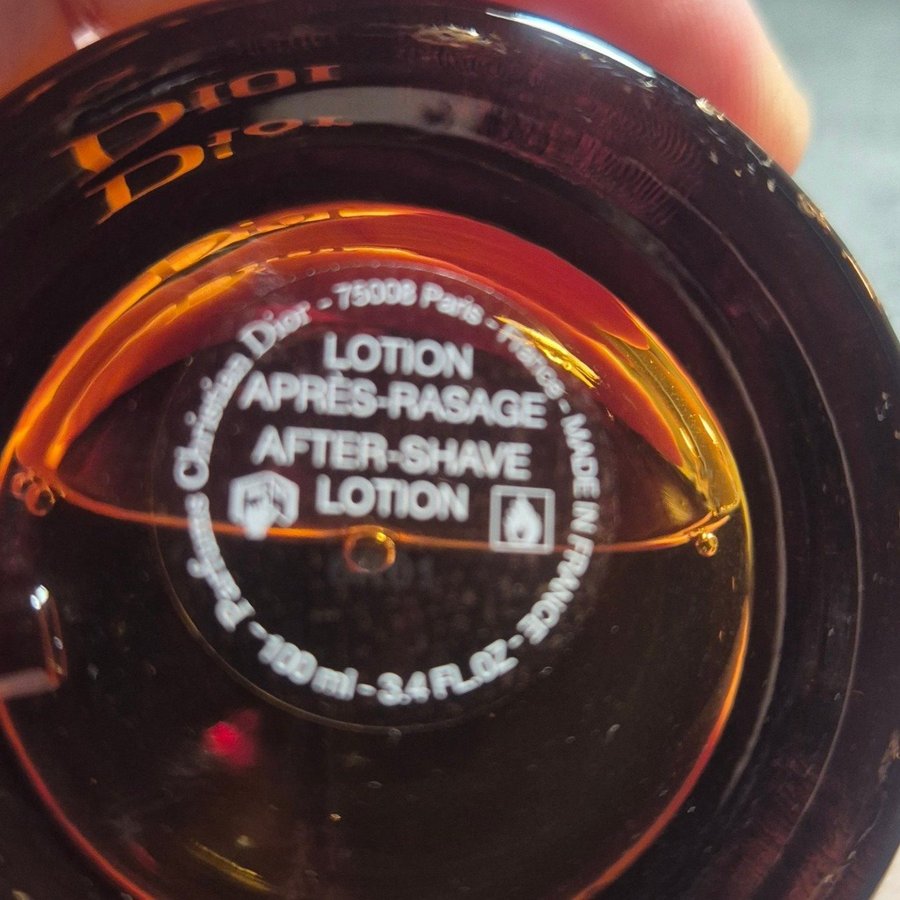 Dior
Dior
Parfums Christian Dior - 75008 Paris - France - MADE IN FRANCE - 100 ml - 3.4 FL.OZ -
LOTION
APRÈS-RASAGE
AFTER-SHAVE
LOTION